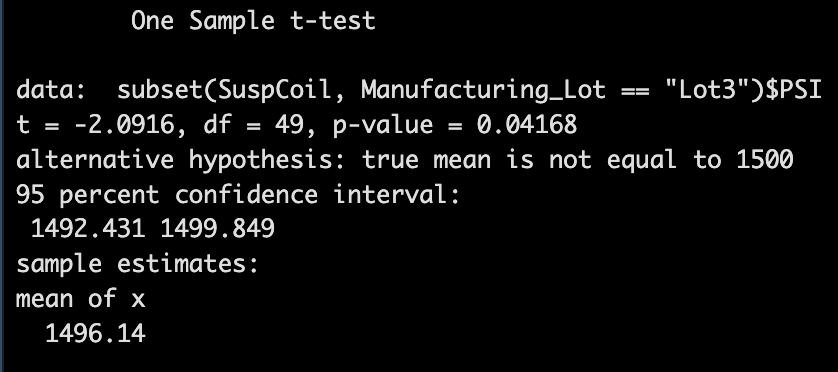 One Sample t-test
data:  subset(SuspCoil, Manufacturing_Lot == "Lot3")$PSI
t = -2.0916, df = 49, p-value = 0.04168
alternative hypothesis: true mean is not equal to 1500
95 percent confidence interval:
1492.431 1499.849
sample estimates:
mean of x
1496.14